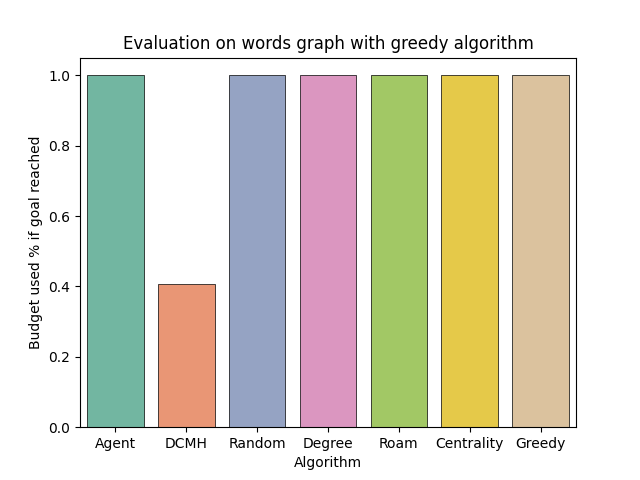 Evaluation on words graph with greedy algorithm
Budget used % if goal reached
1.0
0.8
0.6
0.4
0.2
0.0
Agent DCMH Random Degree Roam Centrality Greedy
Algorithm